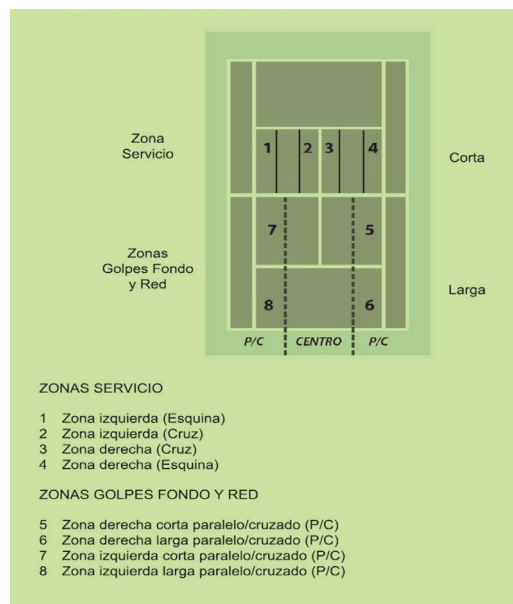 Zona
Servicio
1 2 3 4
Corta
7 5
Zonas
Golpes Fondo
y Red
Larga
8 6
P/C CENTRO P/C
ZONAS SERVICIO
1 Zona izquierda (Esquina)
2 Zona izquierda (Cruz)
3 Zona derecha (Cruz)
4 Zona derecha (Esquina)
ZONAS GOLPES FONDO Y RED
5 Zona derecha corta paralelo/cruzado (P/C)
6 Zona derecha larga paralelo/cruzado (P/C)
7 Zona izquierda corta paralelo/cruzado (P/C)
8 Zona izquierda larga paralelo/cruzado (P/C)